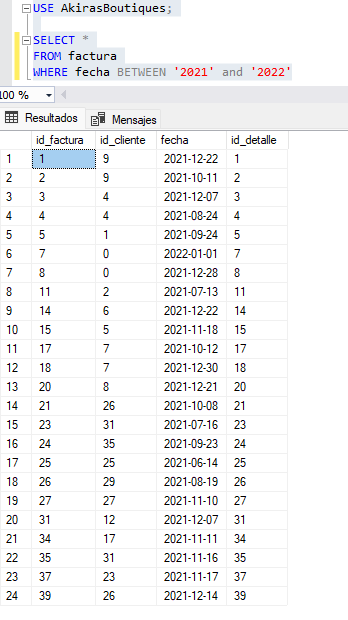 USE AkirasBoutiques;
SELECT *
FROM factura
WHERE fecha BETWEEN '2021' and '2022'
100 %
Resultados Mensajes
id_factura id_cliente fecha id_detalle
1 1 9 2021-12-22 1
2 2 9 2021-10-11 2
3 3 4 2021-12-07 3
4 4 4 2021-08-24 4
5 5 1 2021-09-24 5
6 7 0 2022-01-01 7
7 8 0 2021-12-28 8
8 11 2 2021-07-13 11
9 14 6 2021-12-22 14
10 15 5 2021-11-18 15
11 17 7 2021-10-12 17
12 18 7 2021-12-30 18
13 20 8 2021-12-21 20
14 21 26 2021-10-08 21
15 23 31 2021-07-16 23
16 24 35 2021-09-23 24
17 25 25 2021-06-14 25
18 26 29 2021-08-19 26
19 27 27 2021-11-10 27
20 31 12 2021-12-07 31
21 34 17 2021-11-11 34
22 35 31 2021-11-16 35
23 37 23 2021-11-17 37
24 39 26 2021-12-14 39